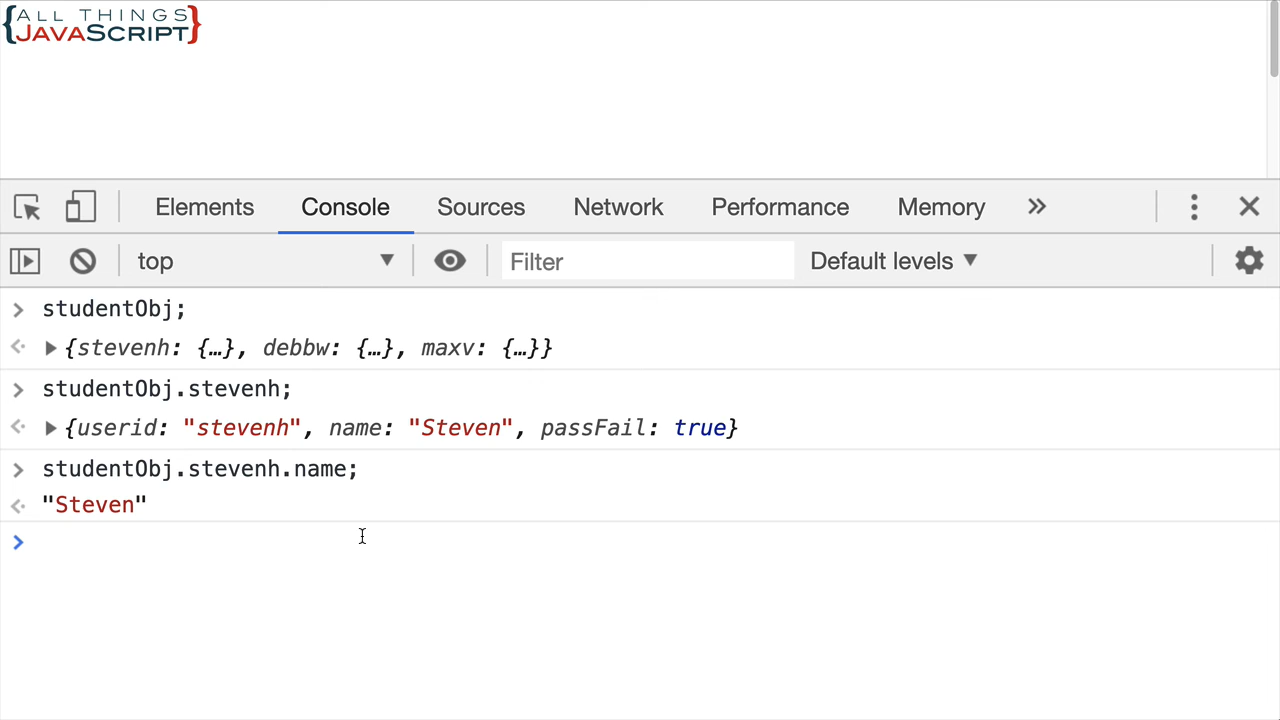 {ALL THINGS
JAVASCRIPT}
Elements Console Sources Network Performance Memory »
top ▼ Filter Default levels ▼
> studentObj;
{stevenh: {…}, debbw: {…}, maxv: {…}}
> studentObj.stevenh;
{userid: "stevenh", name: "Steven", passFail: true}
> studentObj.stevenh.name;
"Steven"
>